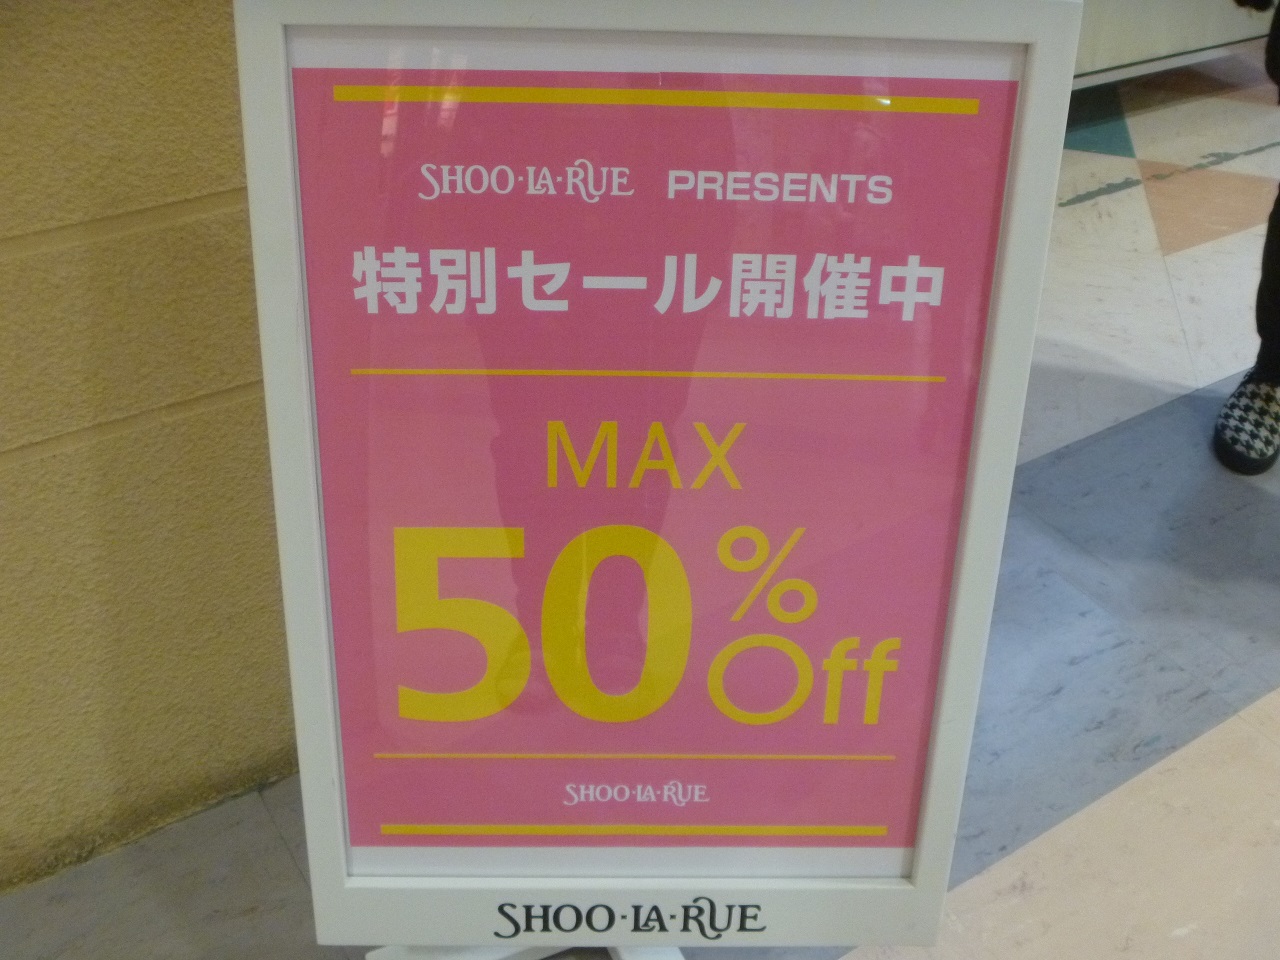 SHOO·LA·RUE PRESENTS
特別セール開催中
MAX
50%
Off
SHOO·LA·RUE
SHOO·LA·RUE